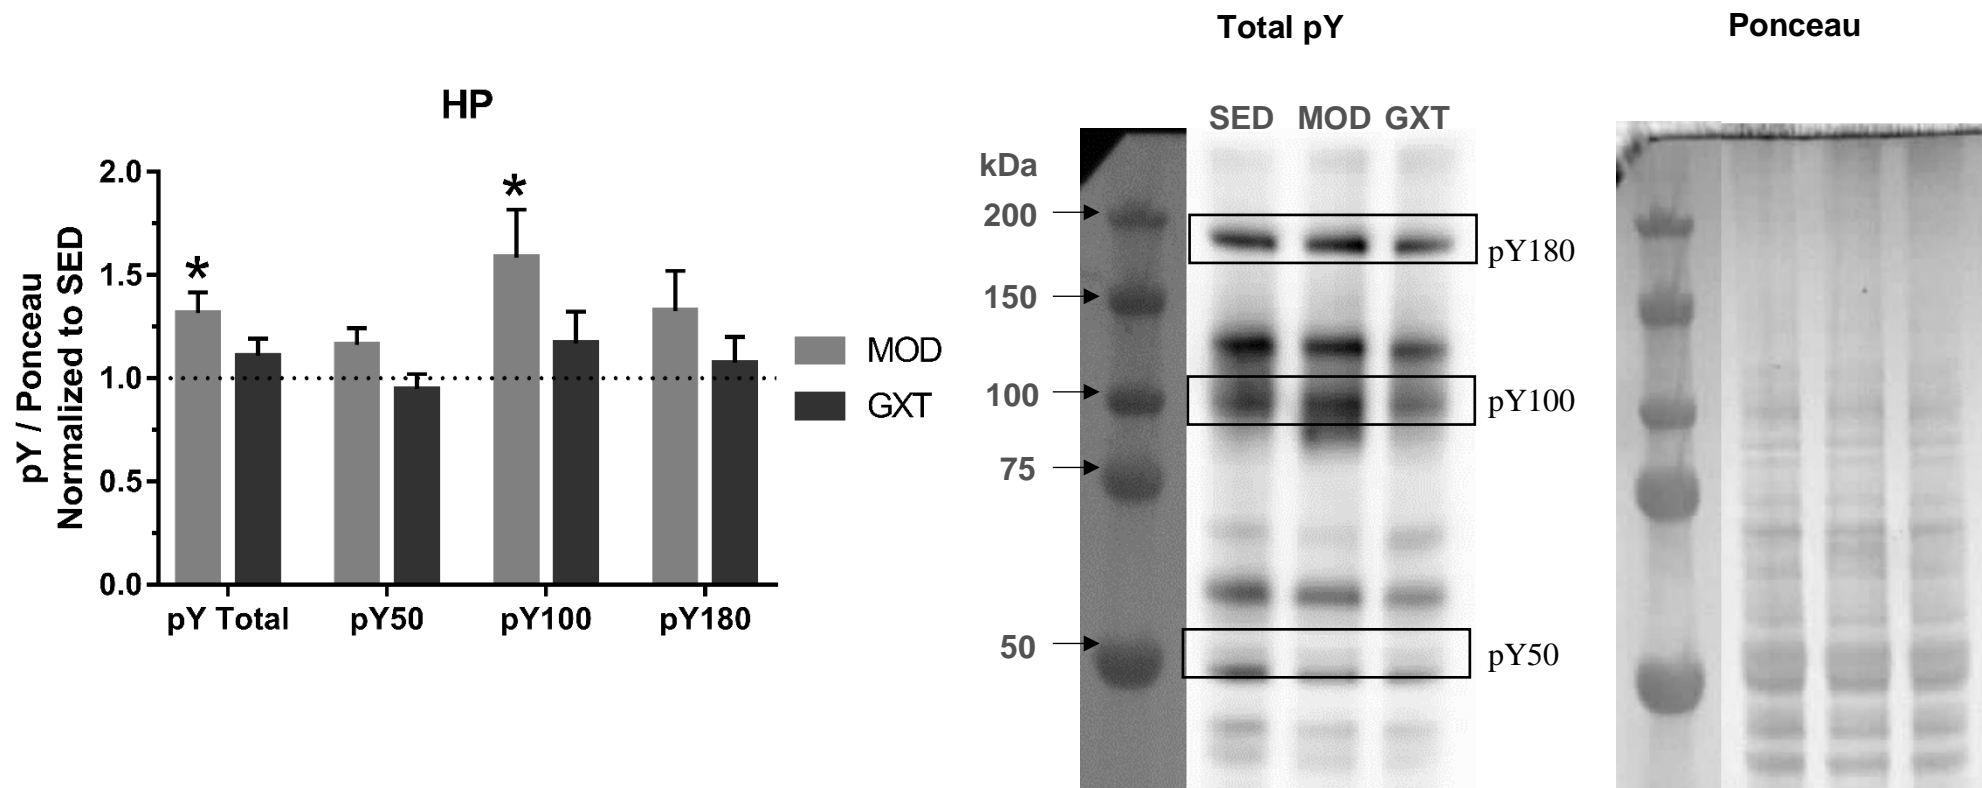 HP
pY / Ponceau
Normalized to SED
2.0
1.5
1.0
0.5
0.0
*
*
pY Total
pY50
pY100
pY180
MOD
GXT
Total pY
SED MOD GXT
kDa
200
150
100
75
50
pY180
pY100
pY50
Ponceau